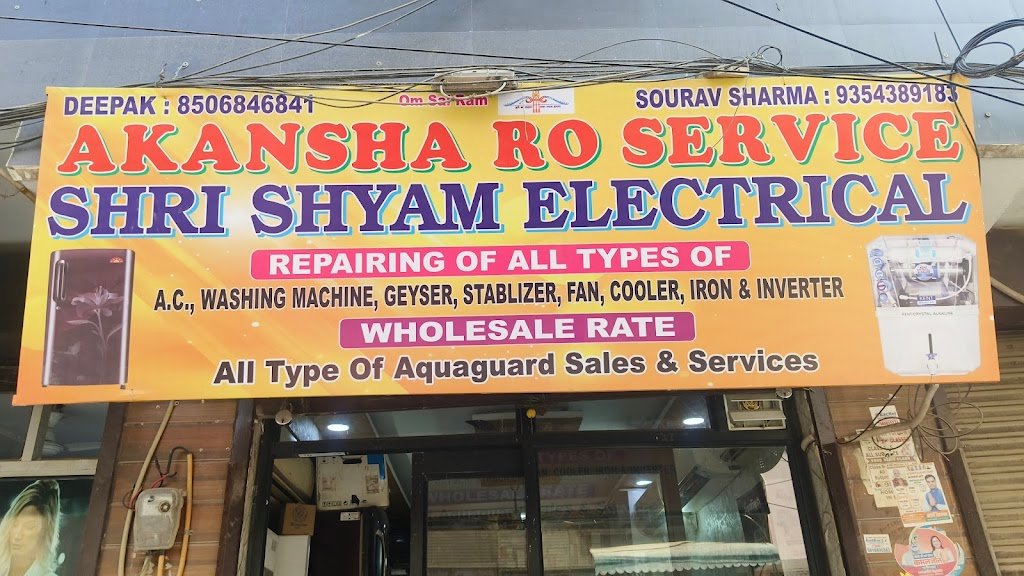 DEEPAK : 8506846841
Om Sai Ram
SOURAV SHARMA : 9354389183
AKANSHA RO SERVICE
SHRI SHYAM ELECTRICAL
REPAIRING OF ALL TYPES OF
A.C., WASHING MACHINE, GEYSER, STABLIZER, FAN, COOLER, IRON & INVERTER
WHOLESALE RATE
All Type Of Aquaguard Sales & Services
KENT